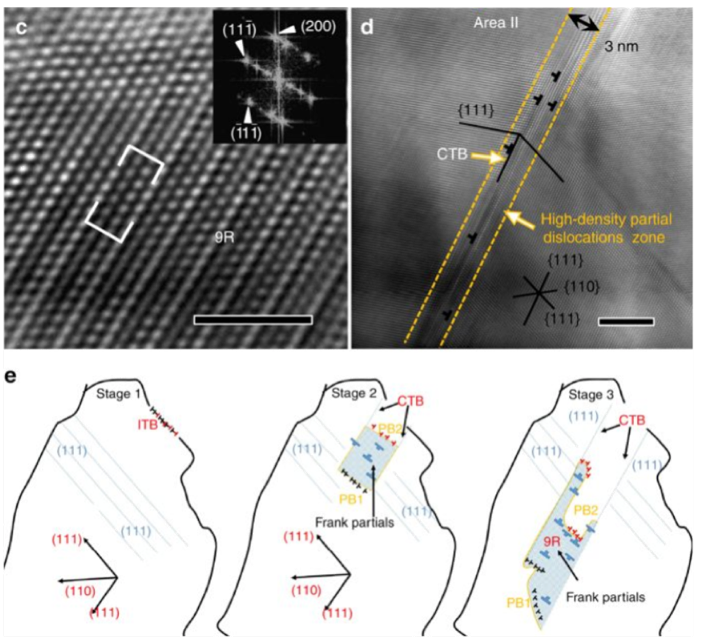 c
(11̄1̄)
(200)
(1̄11)
9R
d
Area II
3 nm
{111}
CTB
High-density partial
dislocations zone
{111}
{110}
{111}
e
Stage 1
ITB
(111)
(111)
(111)
(110)
(111)
Stage 2
CTB
PB2
(111)
PB1
Frank partials
(111)
(111)
(110)
(111)
Stage 3
(111)
CTB
(111)
(111)
PB2
9R
Frank partials
PB1